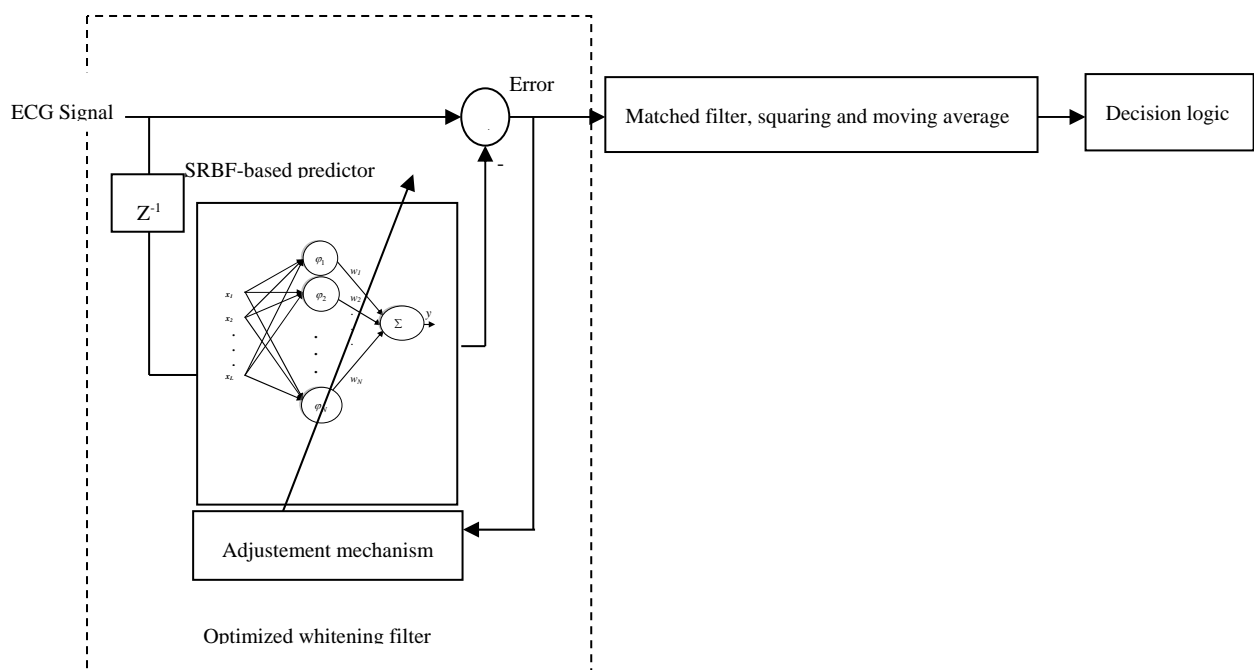 Error
ECG Signal
Matched filter, squaring and moving average
Decision logic
-
SRBF-based predictor
Z-1
φ1
w1
x1
φ2
w2
x2
Σ
y
xL
wN
φN
Adjustement mechanism
Optimized whitening filter